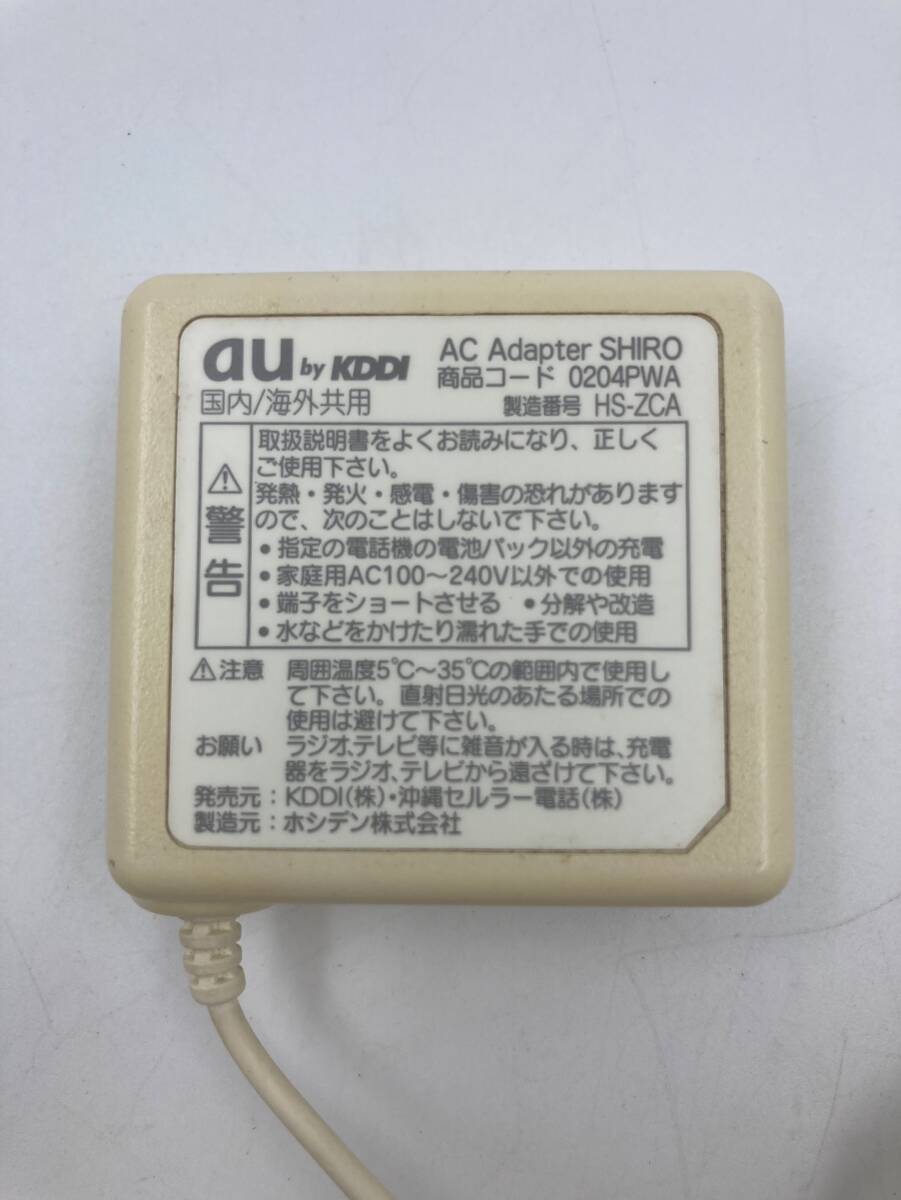 au by KDDI
AC Adapter SHIRO
商品コード 0204PWA
国内/海外共用
製造番号 HS-ZCA
⚠警告
取扱説明書をよくお読みになり、正しく
ご使用下さい。
発熱・発火・感電・傷害の恐れがあります
ので、次のことはしないで下さい。
・指定の電話機の電池パック以外の充電
・家庭用AC100～240V以外での使用
・端子をショートさせる ・分解や改造
・水などをかけたり濡れた手での使用
⚠注意 周囲温度5℃～35℃の範囲内で使用し
て下さい。直射日光のあたる場所での
使用は避けて下さい。
お願い ラジオ、テレビ等に雑音が入る時は、充電
器をラジオ、テレビから遠ざけて下さい。
発売元：KDDI(株)・沖縄セルラー電話(株)
製造元：ホシデン株式会社